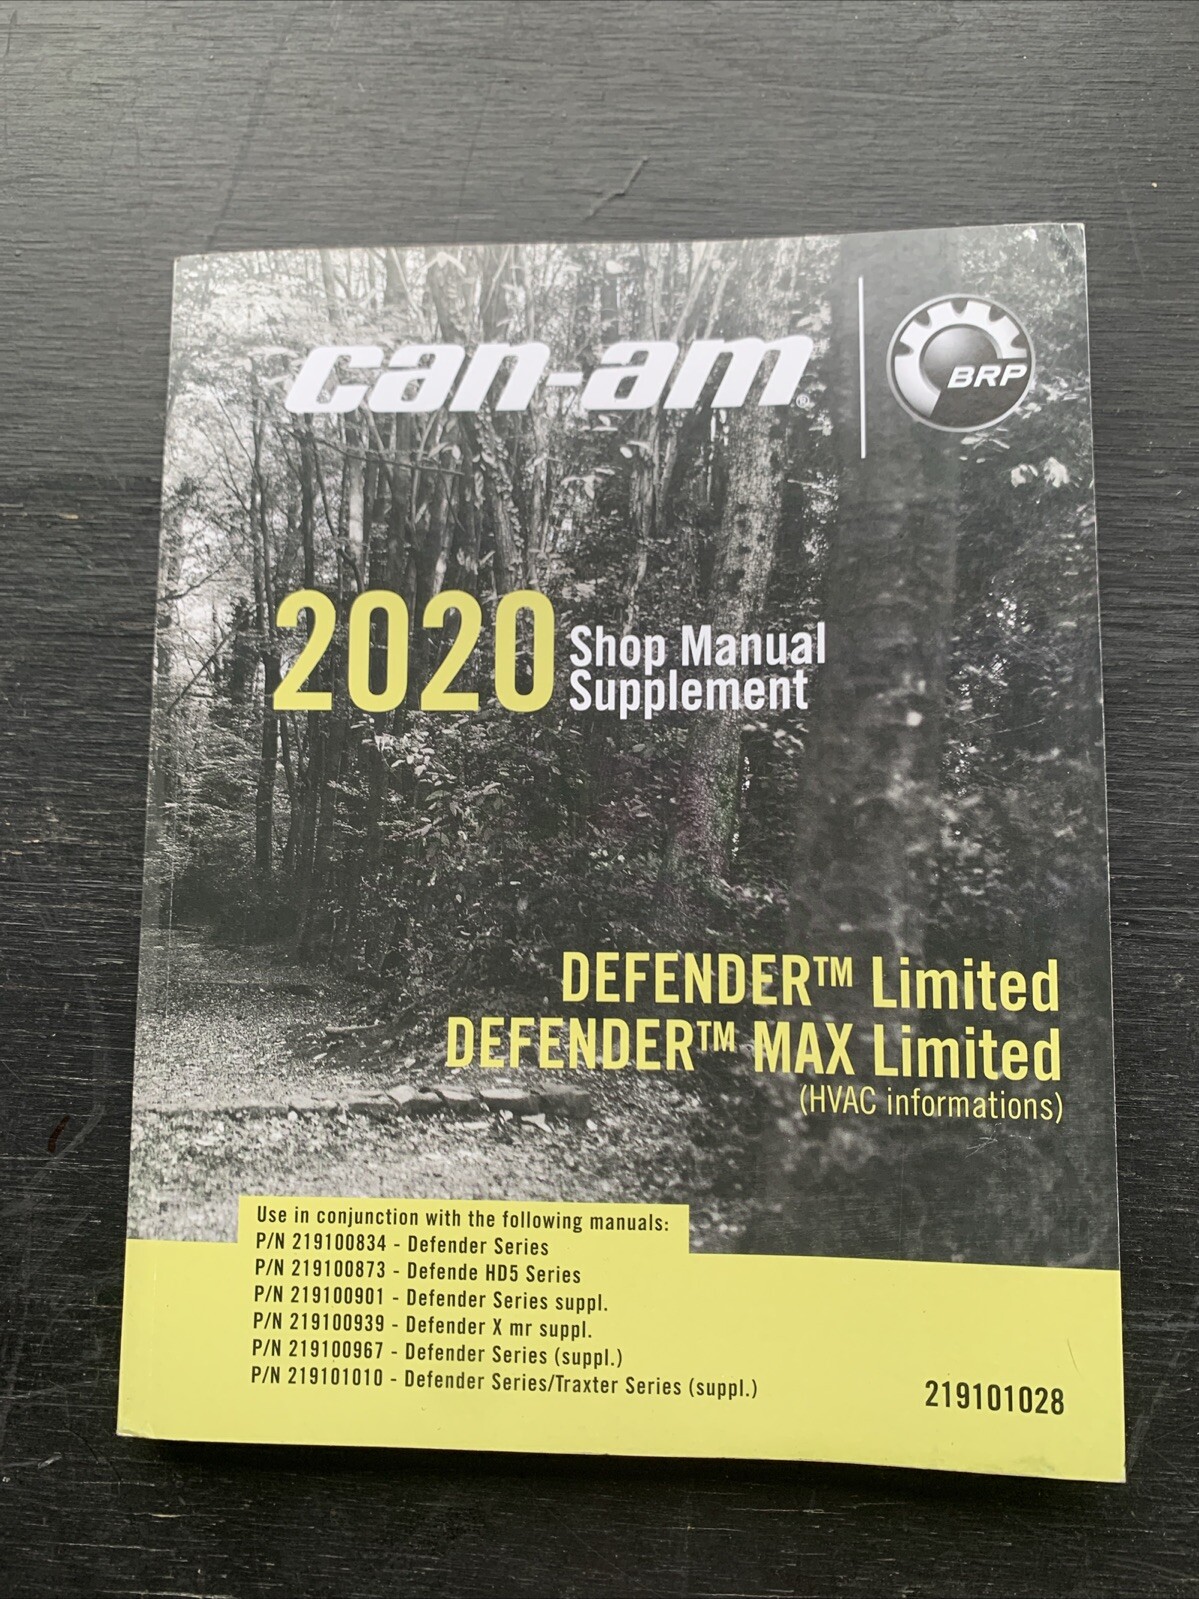 can-am®
BRP
2020
Shop Manual
Supplement
DEFENDER™ Limited
DEFENDER™ MAX Limited
(HVAC informations)
Use in conjunction with the following manuals:
P/N 219100834 - Defender Series
P/N 219100873 - Defende HD5 Series
P/N 219100901 - Defender Series suppl.
P/N 219100939 - Defender X mr suppl.
P/N 219100967 - Defender Series (suppl.)
P/N 219101010 - Defender Series/Traxter Series (suppl.)
219101028